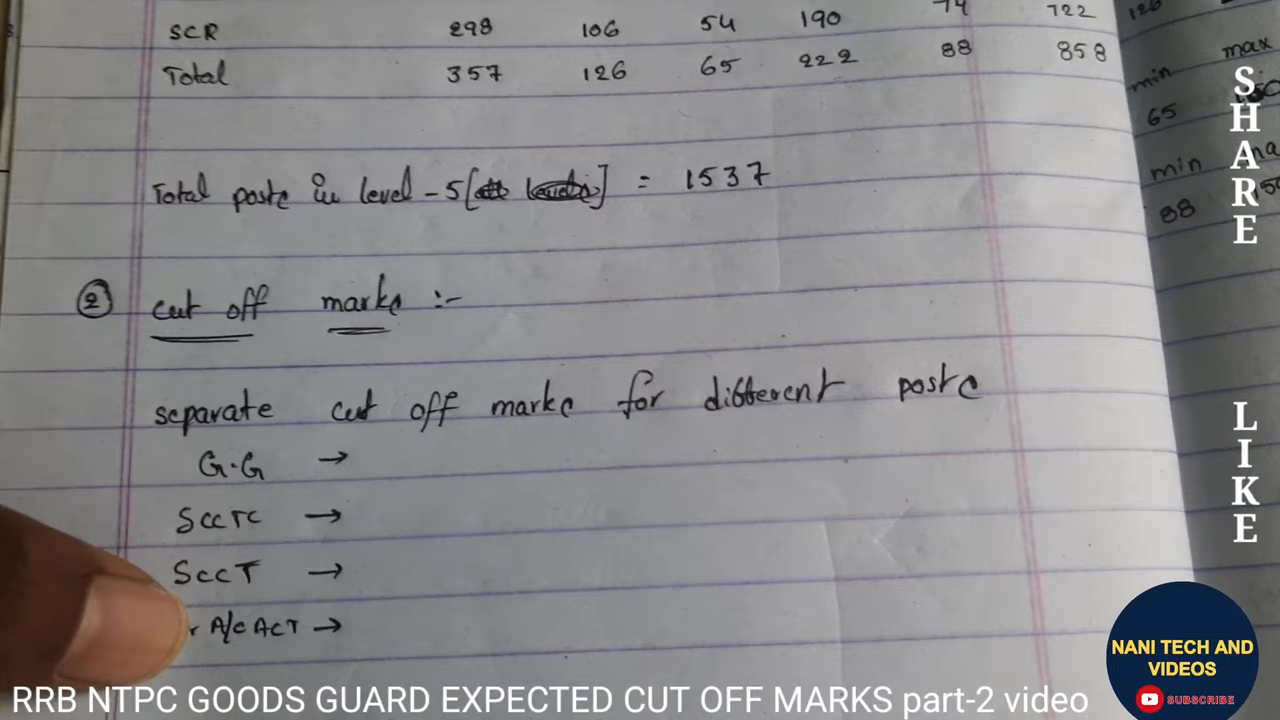 SCR 298 106 54 190 74 722
Total 357 126 65 222 88 858
Total posts in level - 5 [ ] = 1537
② cut off marks :-
separate cut off marks for different posts
G.G →
SCCTC →
SCCT →
A/C ACT →
126
min max
65
min
88
SHARE
LIKE
NANI TECH AND
VIDEOS
SUBSCRIBE
RRB NTPC GOODS GUARD EXPECTED CUT OFF MARKS part-2 video